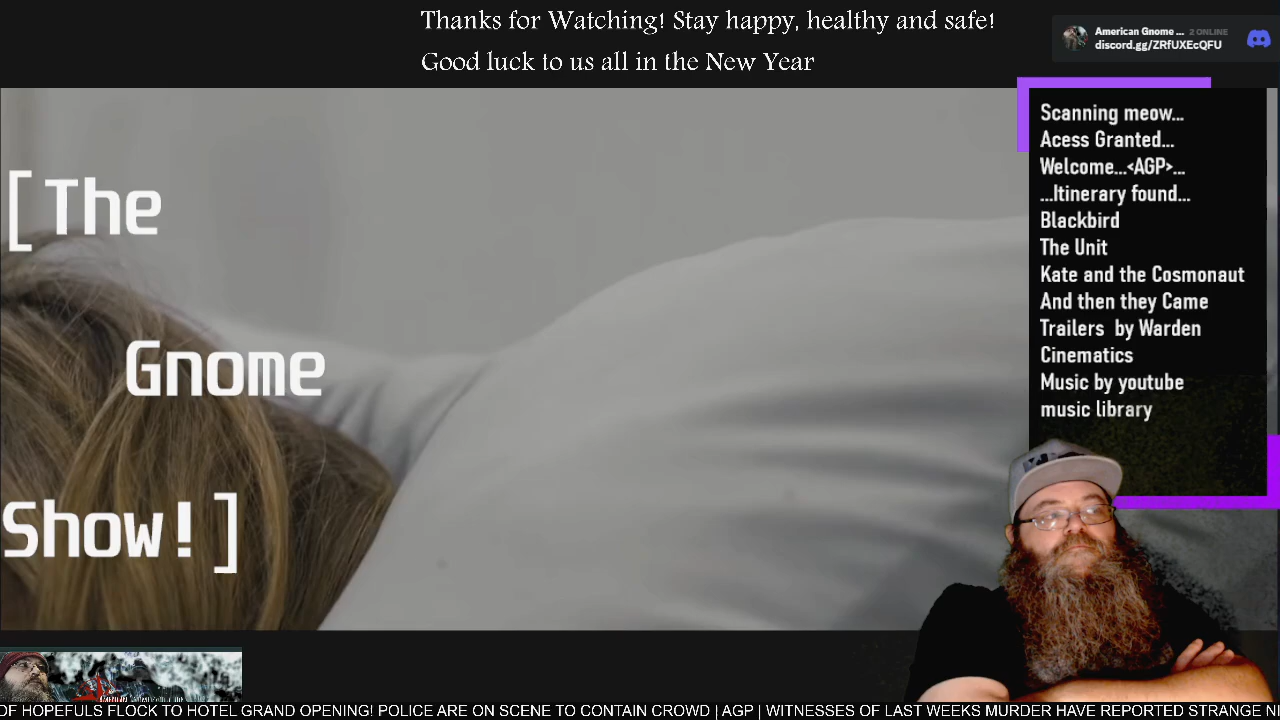 Thanks for Watching! Stay happy, healthy and safe!
Good luck to us all in the New Year
American Gnome ... 2 ONLINE
discord.gg/ZRfUXEcQFU
[The
Gnome
Show!]
Scanning meow...
Acess Granted...
Welcome...<AGP>...
...Itinerary found...
Blackbird
The Unit
Kate and the Cosmonaut
And then they Came
Trailers by Warden
Cinematics
Music by youtube
music library
OF HOPEFULS FLOCK TO HOTEL GRAND OPENING! POLICE ARE ON SCENE TO CONTAIN CROWD | AGP | WITNESSES OF LAST WEEKS MURDER HAVE REPORTED STRANGE NI